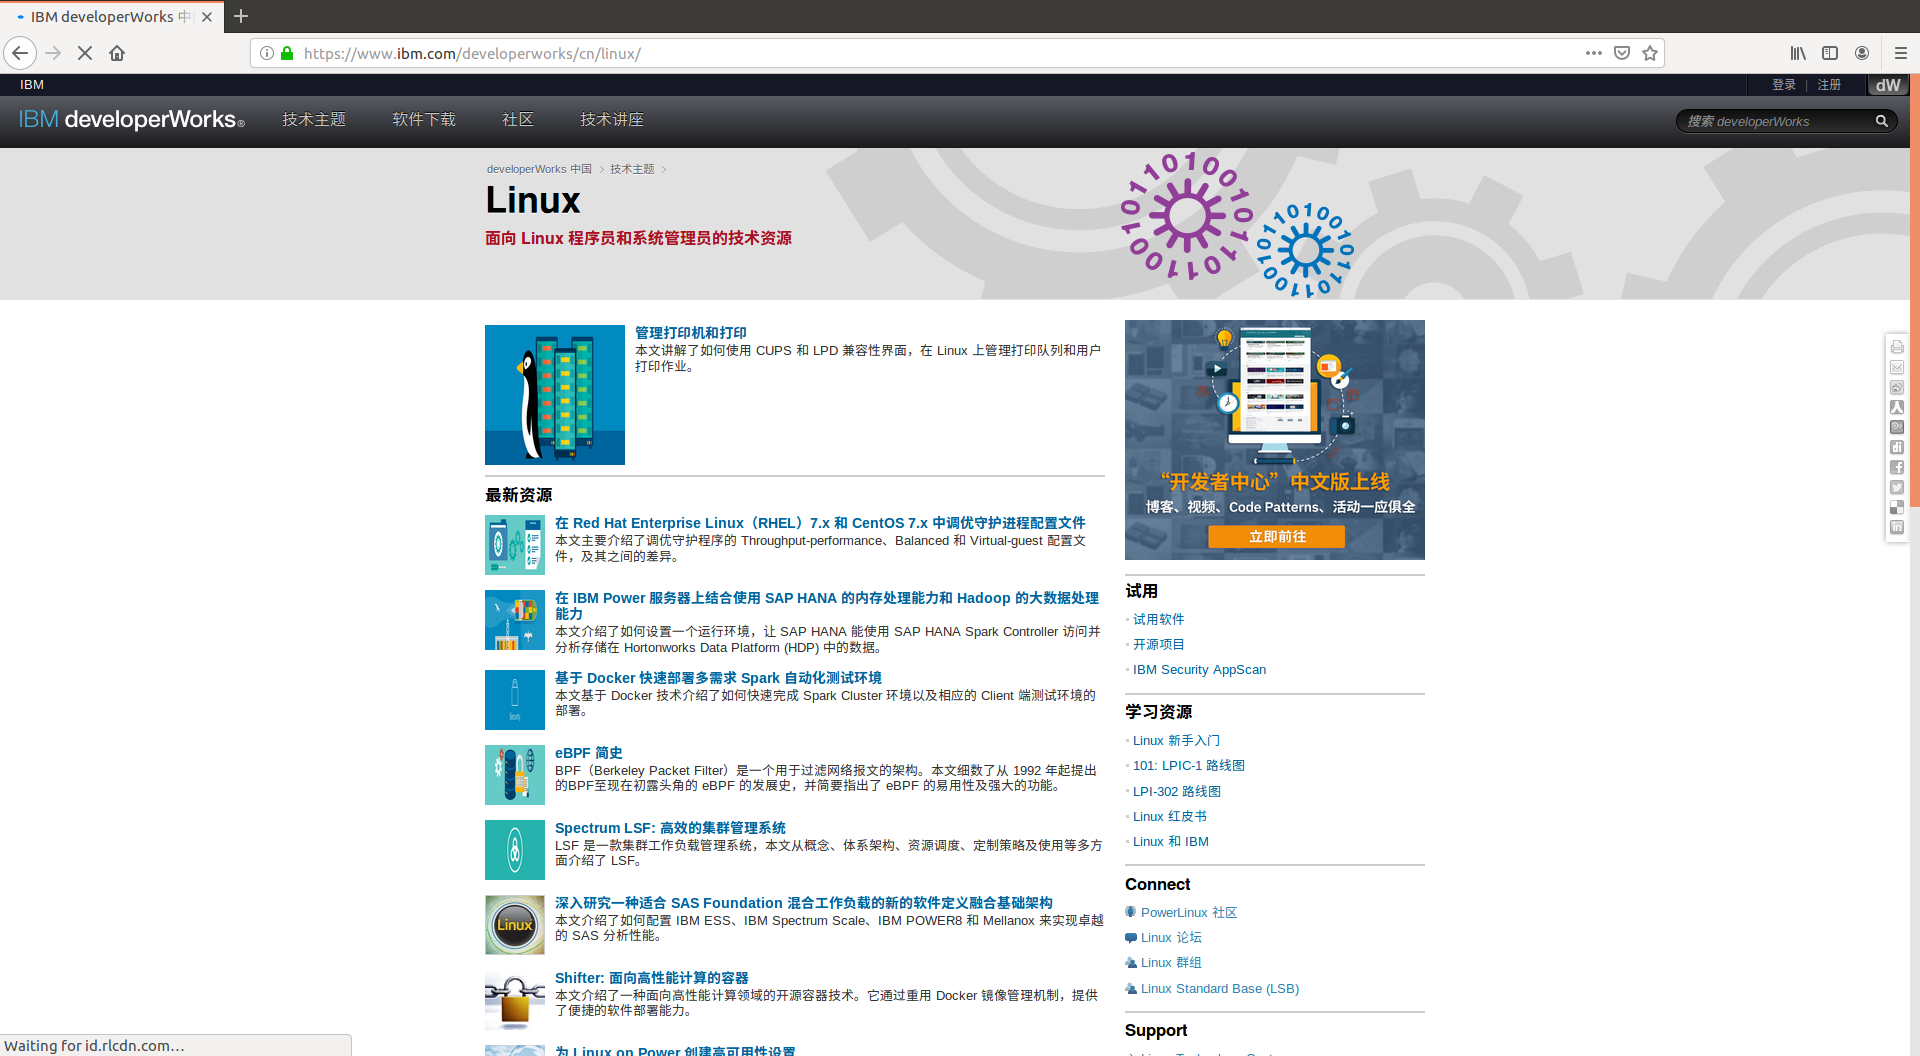 IBM developerWorks 中
https://www.ibm.com/developerworks/cn/linux/
IBM
登录 | 注册
dW
IBM developerWorks®
技术主题
软件下载
社区
技术讲座
搜索 developerWorks
developerWorks 中国 > 技术主题 >
Linux
面向 Linux 程序员和系统管理员的技术资源
管理打印机和打印
本文讲解了如何使用 CUPS 和 LPD 兼容性界面，在 Linux 上管理打印队列和用户
打印作业。
最新资源
在 Red Hat Enterprise Linux（RHEL）7.x 和 CentOS 7.x 中调优守护进程配置文件
本文主要介绍了调优守护程序的 Throughput-performance、Balanced 和 Virtual-guest 配置文
件，及其之间的差异。
在 IBM Power 服务器上结合使用 SAP HANA 的内存处理能力和 Hadoop 的大数据处理
能力
本文介绍了如何设置一个运行环境，让 SAP HANA 能使用 SAP HANA Spark Controller 访问并
分析存储在 Hortonworks Data Platform (HDP) 中的数据。
基于 Docker 快速部署多需求 Spark 自动化测试环境
本文基于 Docker 技术介绍了如何快速完成 Spark Cluster 环境以及相应的 Client 端测试环境的
部署。
Security
eBPF 简史
BPF（Berkeley Packet Filter）是一个用于过滤网络报文的架构。本文细数了从 1992 年起提出
的BPF至现在初露头角的 eBPF 的发展史，并简要指出了 eBPF 的易用性及强大的功能。
Spectrum LSF: 高效的集群管理系统
LSF 是一款集群工作负载管理系统，本文从概念、体系架构、资源调度、定制策略及使用等多方
面介绍了 LSF。
深入研究一种适合 SAS Foundation 混合工作负载的新的软件定义融合基础架构
本文介绍了如何配置 IBM ESS、IBM Spectrum Scale、IBM POWER8 和 Mellanox 来实现卓越
的 SAS 分析性能。
Linux
Shifter: 面向高性能计算的容器
本文介绍了一种面向高性能计算领域的开源容器技术。它通过重用 Docker 镜像管理机制，提供
了便捷的软件部署能力。
为 Linux on Power 创建高可用性设置
“开发者中心”中文版上线
博客、视频、Code Patterns、活动一应俱全
立即前往
试用
试用软件
开源项目
IBM Security AppScan
学习资源
Linux 新手入门
101: LPIC-1 路线图
LPI-302 路线图
Linux 红皮书
Linux 和 IBM
Connect
PowerLinux 社区
Linux 论坛
Linux 群组
Linux Standard Base (LSB)
Support
Waiting for id.rlcdn.com…